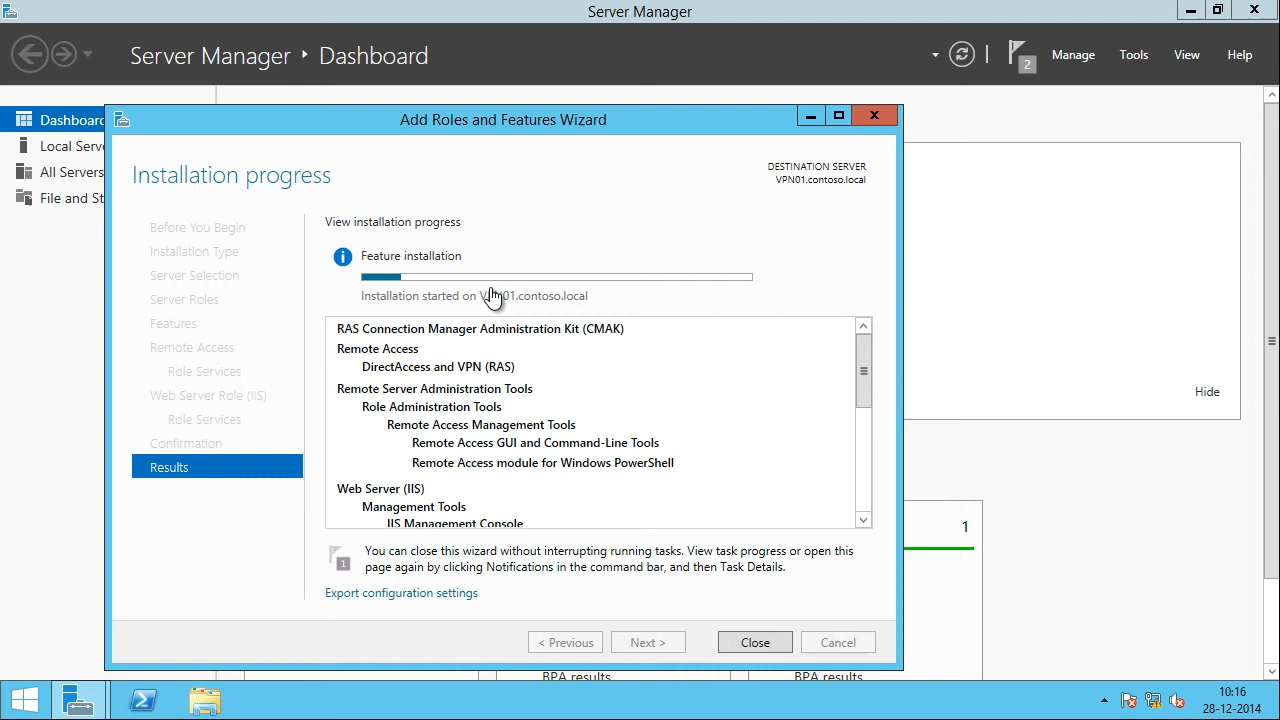 Server Manager
Server Manager ‣ Dashboard
2
Manage
Tools
View
Help
Dashboard
Local Serve
All Servers
File and St
Add Roles and Features Wizard
Installation progress
DESTINATION SERVER
VPN01.contoso.local
Before You Begin
Installation Type
Server Selection
Server Roles
Features
Remote Access
Role Services
Web Server Role (IIS)
Role Services
Confirmation
Results
View installation progress
Feature installation
Installation started on VPN01.contoso.local
RAS Connection Manager Administration Kit (CMAK)
Remote Access
DirectAccess and VPN (RAS)
Remote Server Administration Tools
Role Administration Tools
Remote Access Management Tools
Remote Access GUI and Command-Line Tools
Remote Access module for Windows PowerShell
Web Server (IIS)
Management Tools
IIS Management Console
1
You can close this wizard without interrupting running tasks. View task progress or open this
page again by clicking Notifications in the command bar, and then Task Details.
Export configuration settings
< Previous
Next >
Close
Cancel
Hide
1
BPA results
BPA results
10:16
28-12-2014